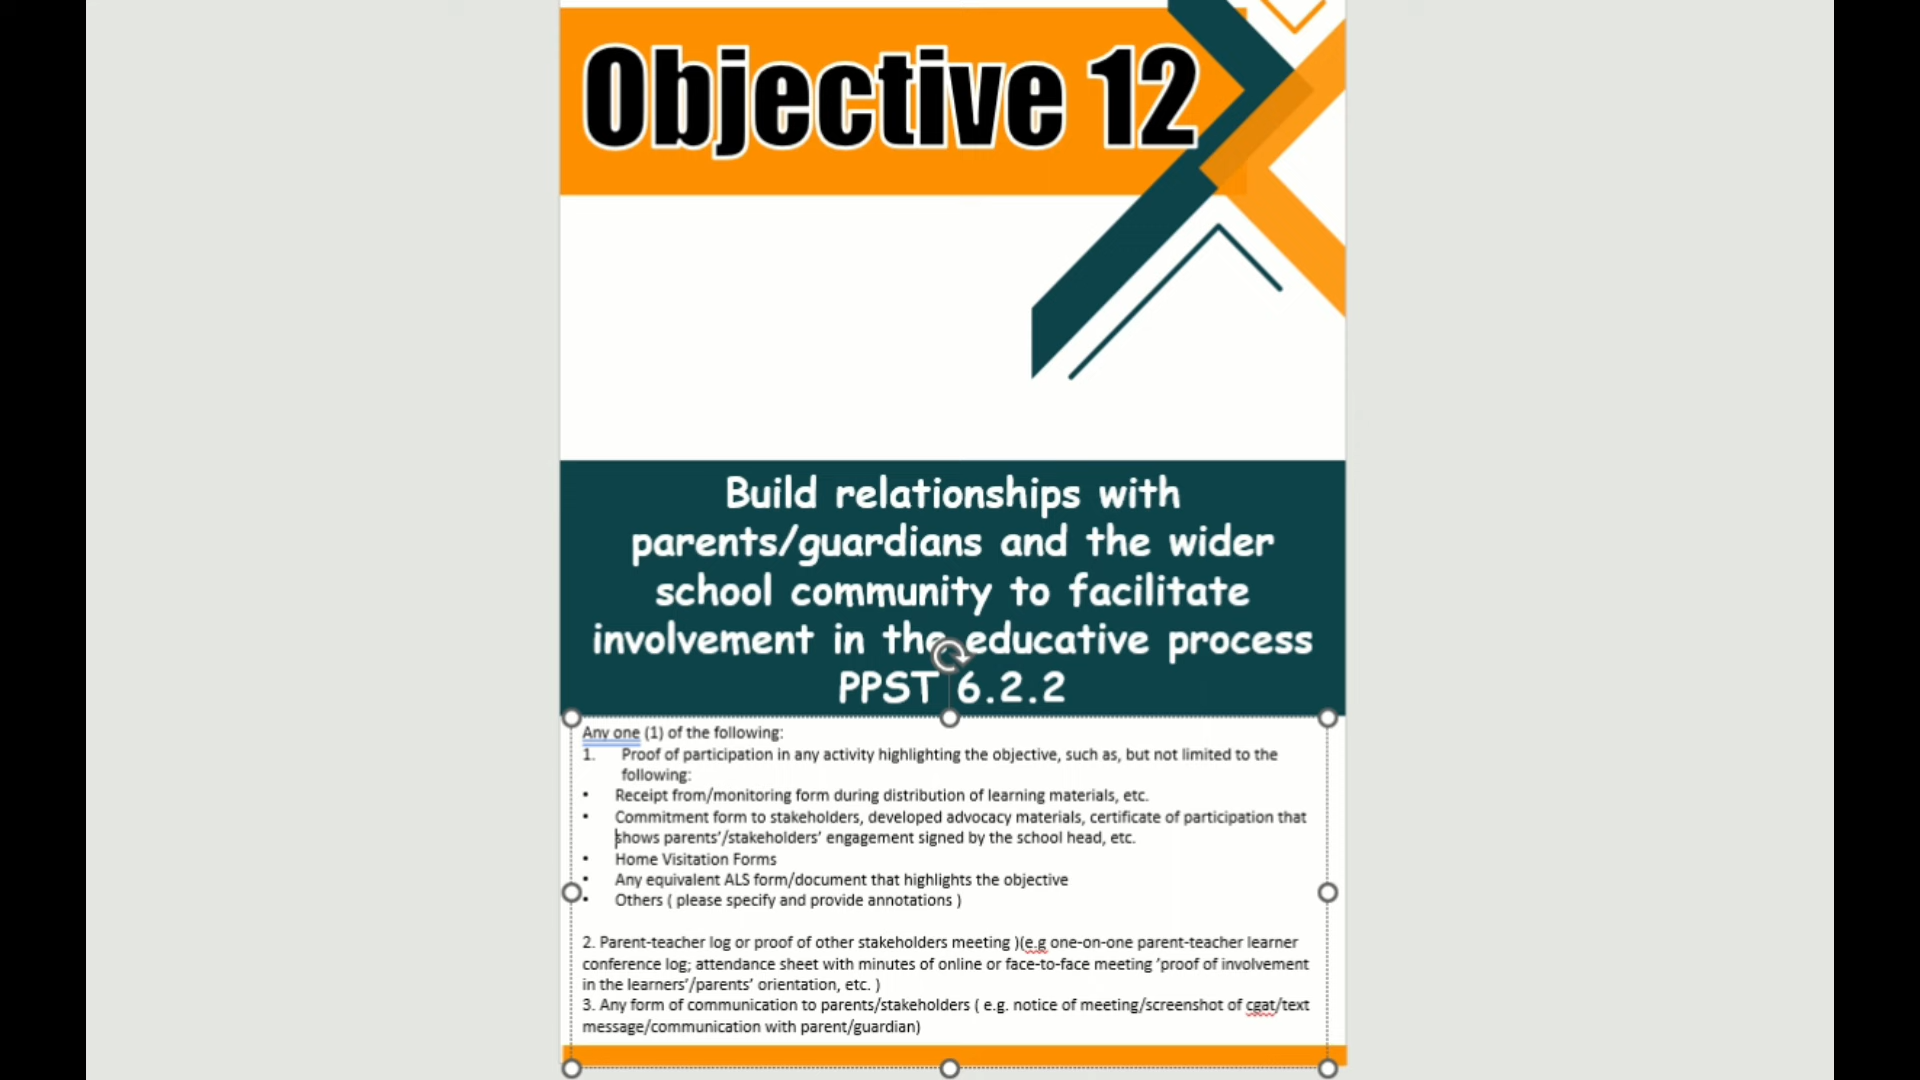 Objective 12
Build relationships with
parents/guardians and the wider
school community to facilitate
involvement in the educative process
PPST 6.2.2
Any one (1) of the following:
1. Proof of participation in any activity highlighting the objective, such as, but not limited to the
following:
• Receipt from/monitoring form during distribution of learning materials, etc.
• Commitment form to stakeholders, developed advocacy materials, certificate of participation that
shows parents’/stakeholders’ engagement signed by the school head, etc.
• Home Visitation Forms
• Any equivalent ALS form/document that highlights the objective
• Others ( please specify and provide annotations )
2. Parent-teacher log or proof of other stakeholders meeting )(e.g one-on-one parent-teacher learner
conference log; attendance sheet with minutes of online or face-to-face meeting ‘proof of involvement
in the learners’/parents’ orientation, etc. )
3. Any form of communication to parents/stakeholders ( e.g. notice of meeting/screenshot of cgat/text
message/communication with parent/guardian)